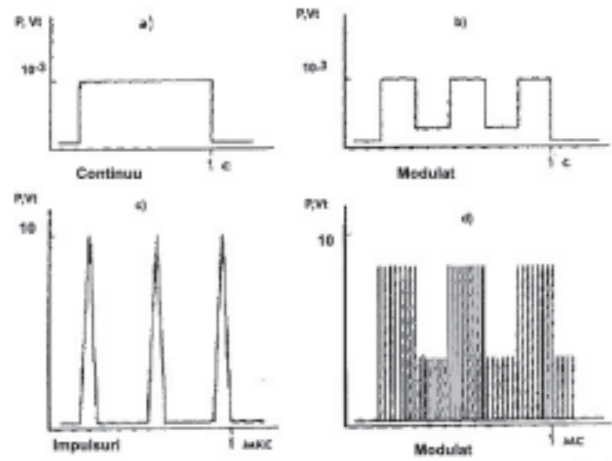 P, Vt
a)
10⁻³
1 c
Continuu
P,Vt
b)
10⁻³
1 c
Modulat
P,Vt
c)
10
1
Impulsuri
P,Vt
d)
10
1
Modulat